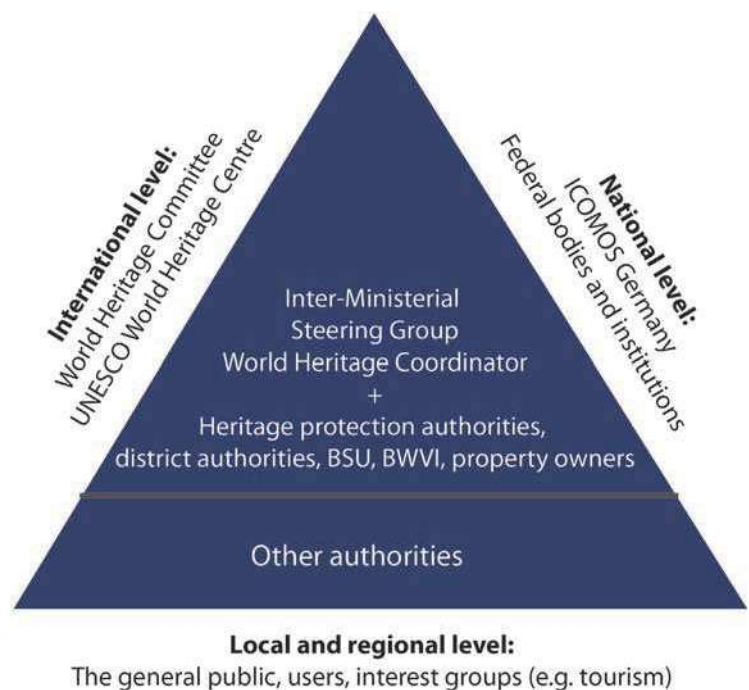 International level:
World Heritage Committee
UNESCO World Heritage Centre
National level:
ICOMOS Germany
Federal bodies and institutions
Inter-Ministerial
Steering Group
World Heritage Coordinator
+
Heritage protection authorities,
district authorities, BSU, BWVI, property owners
Other authorities
Local and regional level:
The general public, users, interest groups (e.g. tourism)